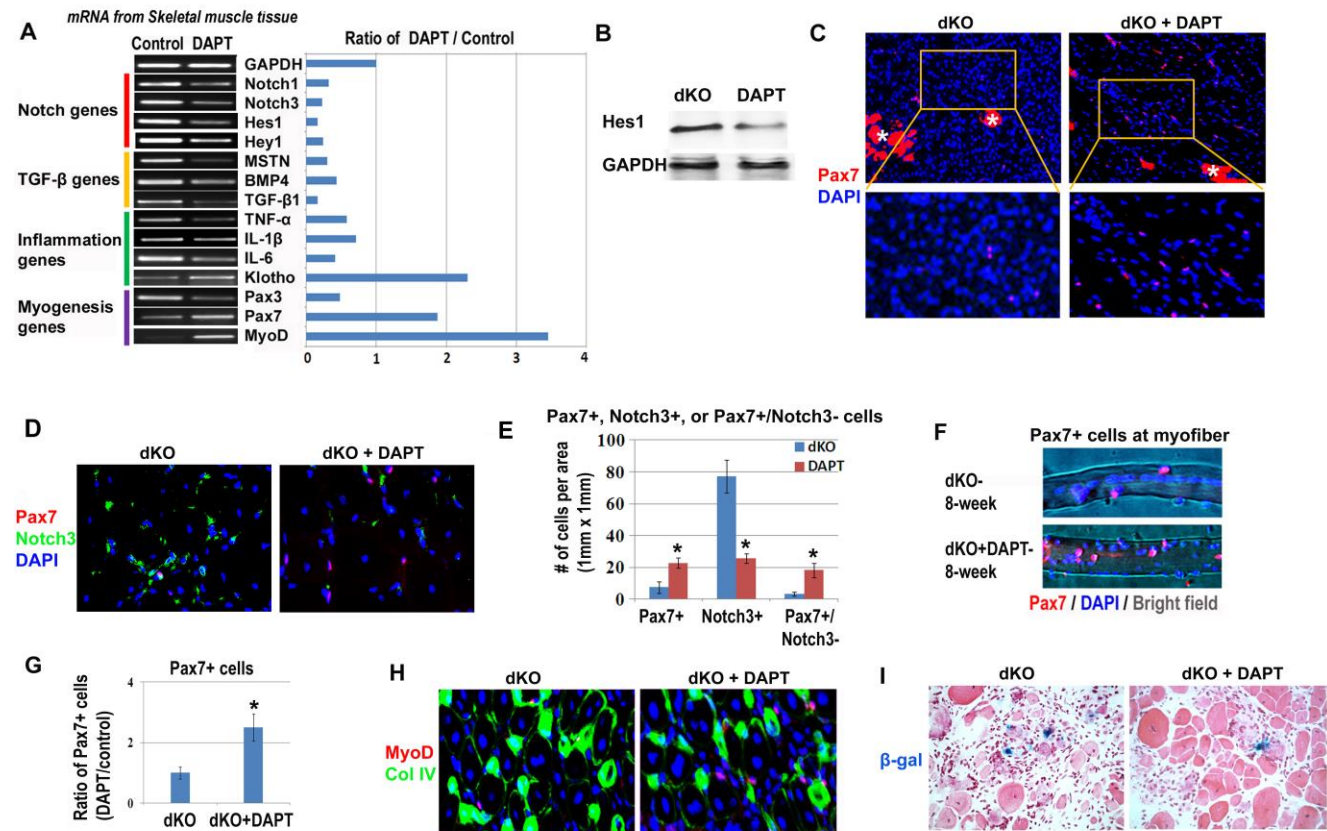 mRNA from Skeletal muscle tissue
A
Control DAPT
Ratio of DAPT / Control
GAPDH
Notch genes
Notch1
Notch3
Hes1
Hey1
TGF-β genes
MSTN
BMP4
TGF-β1
Inflammation
genes
TNF-α
IL-1β
IL-6
Klotho
Myogenesis
genes
Pax3
Pax7
MyoD
0 1 2 3 4
B
dKO DAPT
Hes1
GAPDH
C
dKO
dKO + DAPT
* * *
Pax7
DAPI
D
dKO
dKO + DAPT
Pax7
Notch3
DAPI
E
Pax7+, Notch3+, or Pax7+/Notch3- cells
# of cells per area
(1mm x 1mm)
100
80
60
40
20
0
dKO
DAPT
* * *
Pax7+ Notch3+ Pax7+/
Notch3-
F
Pax7+ cells at myofiber
dKO-
8-week
dKO+DAPT-
8-week
Pax7 / DAPI / Bright field
G
Pax7+ cells
Ratio of Pax7+ cells
(DAPT/control)
4
2
0
*
dKO dKO+DAPT
H
dKO
dKO + DAPT
MyoD
Col IV
I
dKO
dKO + DAPT
β-gal